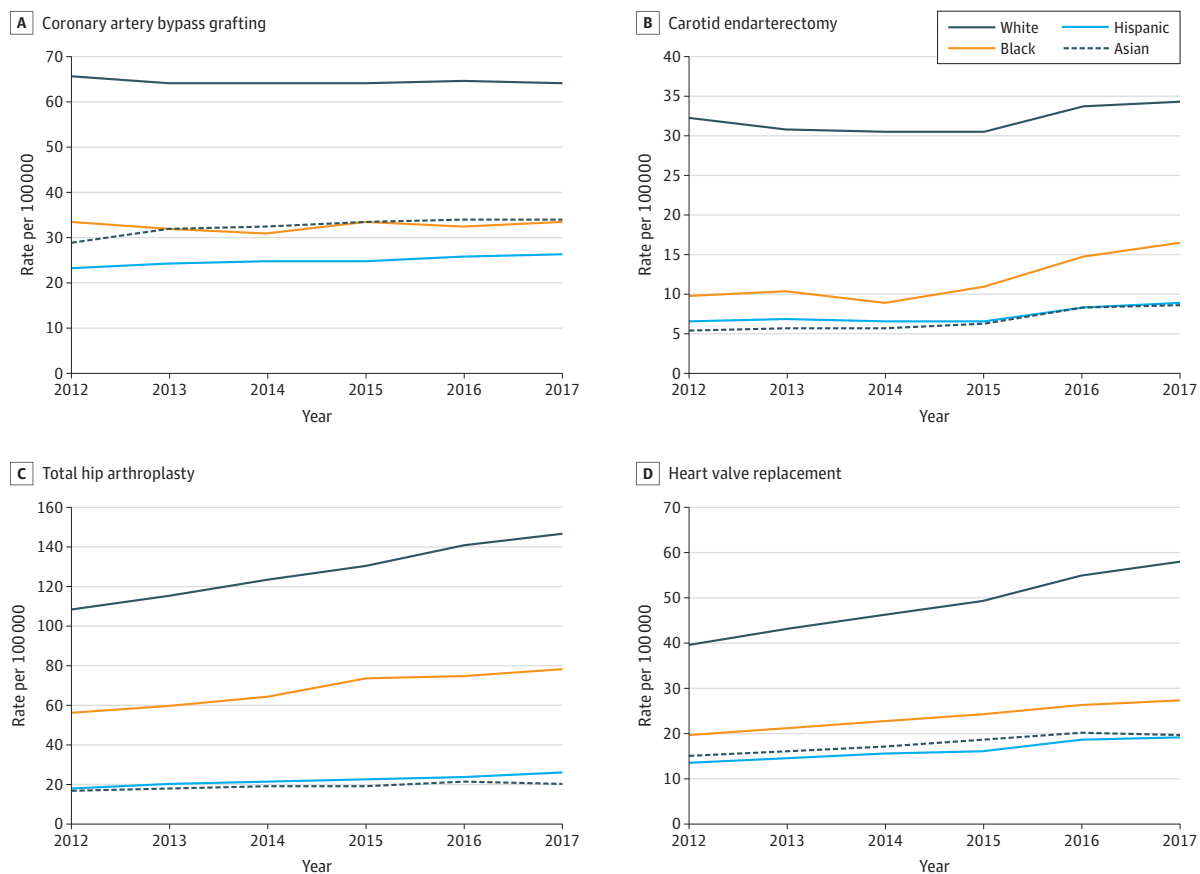 A Coronary artery bypass grafting
70
60
50
40
30
20
10
0
Rate per 100 000
2012 2013 2014 2015 2016 2017
Year
B Carotid endarterectomy
White Hispanic
Black Asian
40
35
30
25
20
15
10
5
0
Rate per 100 000
2012 2013 2014 2015 2016 2017
Year
C Total hip arthroplasty
160
140
120
100
80
60
40
20
0
Rate per 100 000
2012 2013 2014 2015 2016 2017
Year
D Heart valve replacement
70
60
50
40
30
20
10
0
Rate per 100 000
2012 2013 2014 2015 2016 2017
Year